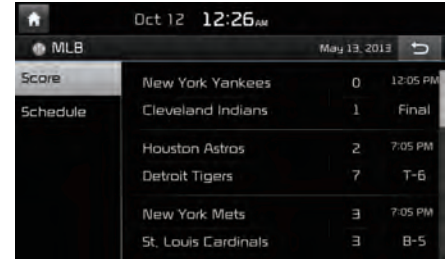 Oct 12 12:26 AM
MLB May 13, 2013
Score
Schedule
New York Yankees 0 12:05 PM
Cleveland Indians 1 Final
Houston Astros 2 7:05 PM
Detroit Tigers 7 T-6
New York Mets 3 7:05 PM
St. Louis Cardinals 3 B-5